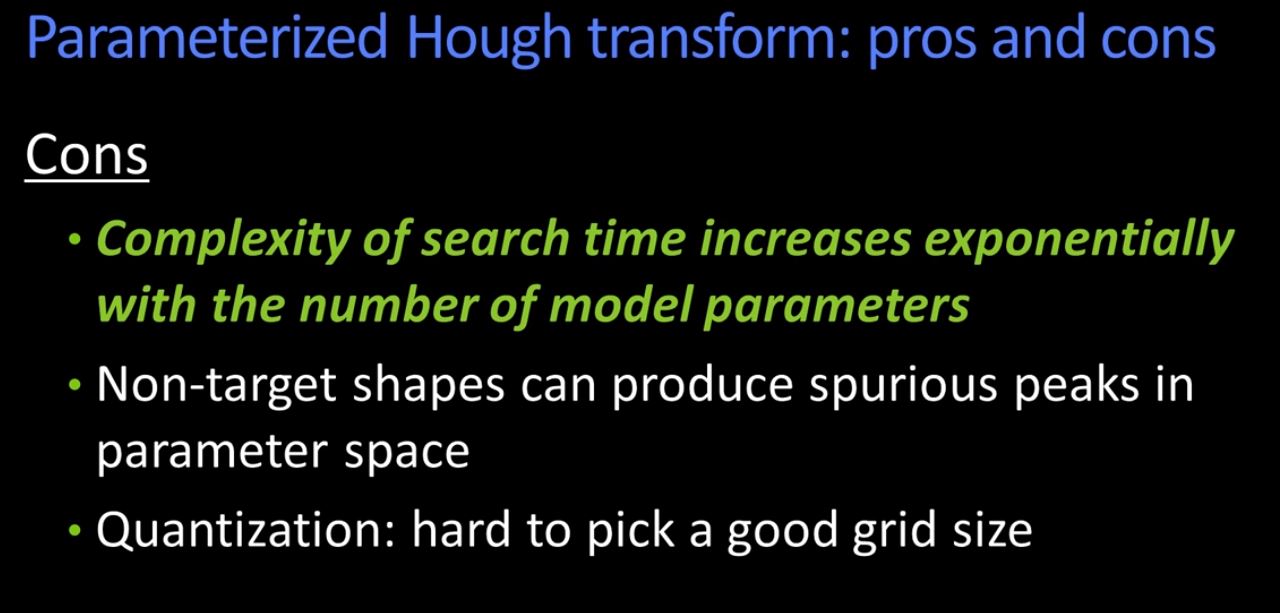 Parameterized Hough transform: pros and cons
Cons
• Complexity of search time increases exponentially
with the number of model parameters
• Non-target shapes can produce spurious peaks in
parameter space
• Quantization: hard to pick a good grid size